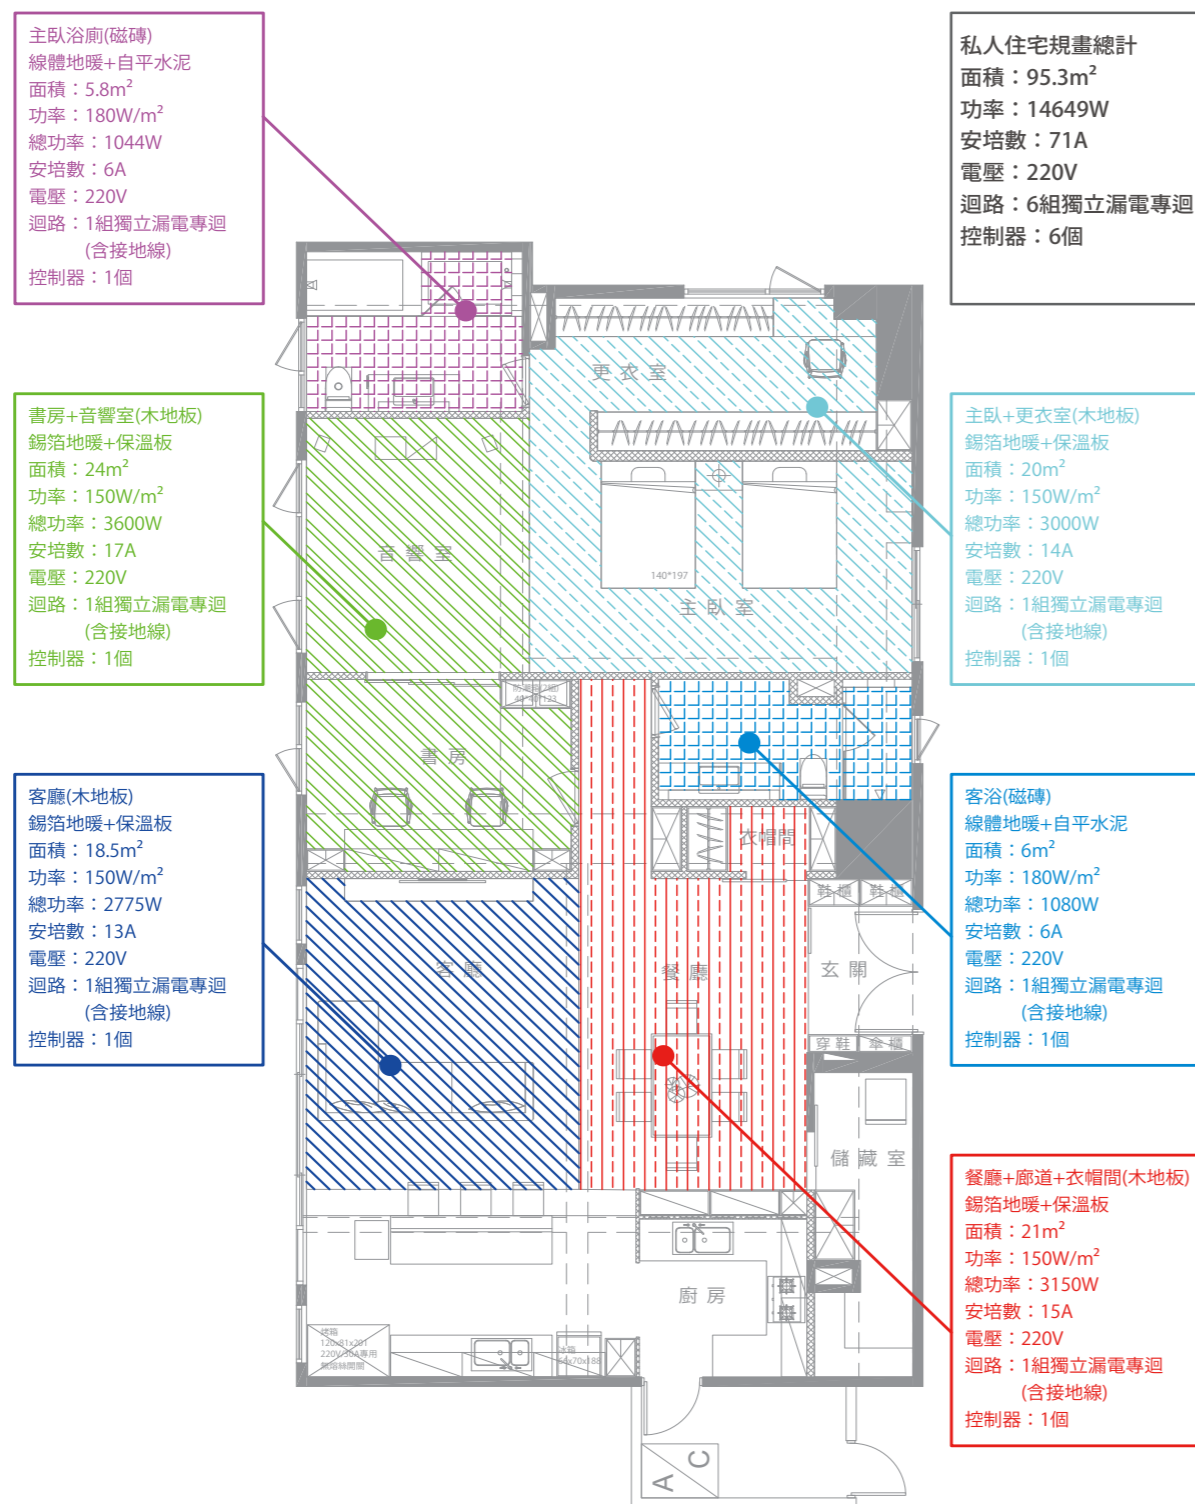 主臥浴廁(磁磚)
線體地暖+自平水泥
面積：5.8m²
功率：180W/m²
總功率：1044W
安培數：6A
電壓：220V
迴路：1組獨立漏電專迴
(含接地線)
控制器：1個
私人住宅規畫總計
面積：95.3m²
功率：14649W
安培數：71A
電壓：220V
迴路：6組獨立漏電專迴
控制器：6個
書房+音響室(木地板)
錫箔地暖+保溫板
面積：24m²
功率：150W/m²
總功率：3600W
安培數：17A
電壓：220V
迴路：1組獨立漏電專迴
(含接地線)
控制器：1個
主臥+更衣室(木地板)
錫箔地暖+保溫板
面積：20m²
功率：150W/m²
總功率：3000W
安培數：14A
電壓：220V
迴路：1組獨立漏電專迴
(含接地線)
控制器：1個
客廳(木地板)
錫箔地暖+保溫板
面積：18.5m²
功率：150W/m²
總功率：2775W
安培數：13A
電壓：220V
迴路：1組獨立漏電專迴
(含接地線)
控制器：1個
客浴(磁磚)
線體地暖+自平水泥
面積：6m²
功率：180W/m²
總功率：1080W
安培數：6A
電壓：220V
迴路：1組獨立漏電專迴
(含接地線)
控制器：1個
餐廳+廊道+衣帽間(木地板)
錫箔地暖+保溫板
面積：21m²
功率：150W/m²
總功率：3150W
安培數：15A
電壓：220V
迴路：1組獨立漏電專迴
(含接地線)
控制器：1個
更衣室
音響室
140*197
主臥室
書房
衣帽間
鞋櫃
鞋櫃
客廳
餐廳
玄關
穿鞋
傘櫃
儲藏室
廚房
烤箱
120x81x201
220V/30A專用
無熔絲開關
冰箱
66x70x188
A C